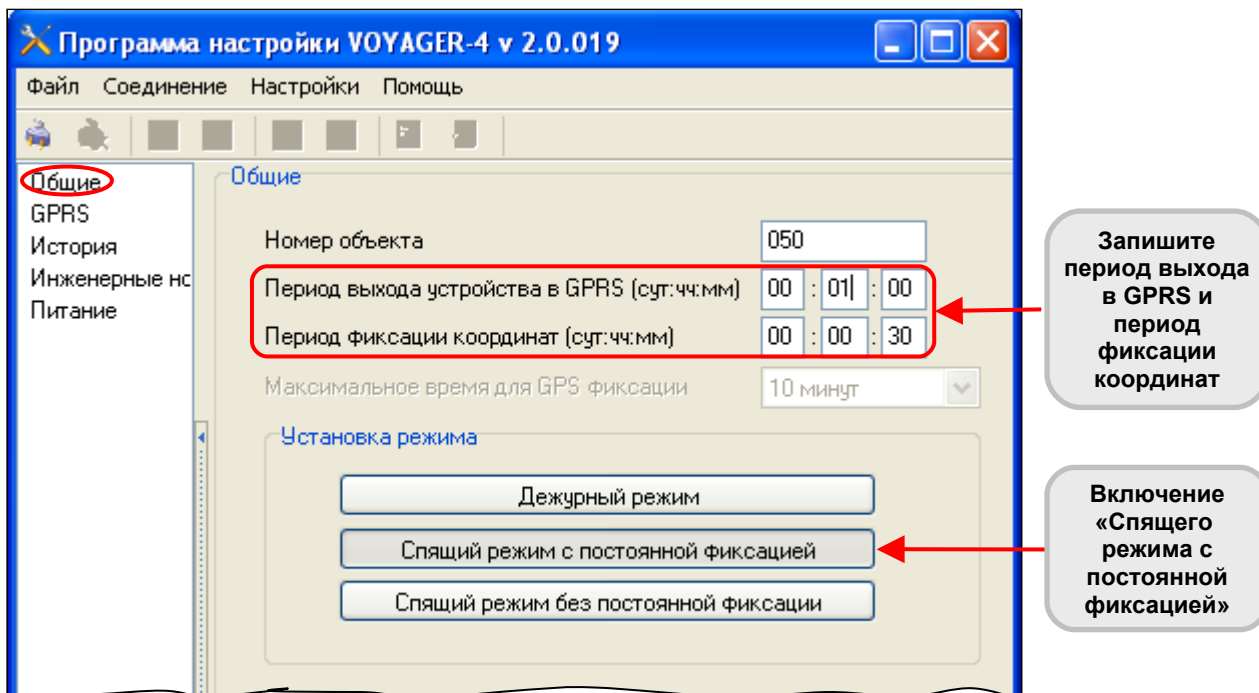 Программа настройки VOYAGER-4 v 2.0.019
Файл Соединение Настройки Помощь
Общие
GPRS
История
Инженерные нс
Питание
Общие
Номер объекта 050
Период выхода устройства в GPRS (сут:чч:мм) 00 : 01 : 00
Период фиксации координат (сут:чч:мм) 00 : 00 : 30
Максимальное время для GPS фиксации 10 минут
Установка режима
Дежурный режим
Спящий режим с постоянной фиксацией
Спящий режим без постоянной фиксации
Запишите
период выхода
в GPRS и
период
фиксации
координат
Включение
«Спящего
режима с
постоянной
фиксацией»